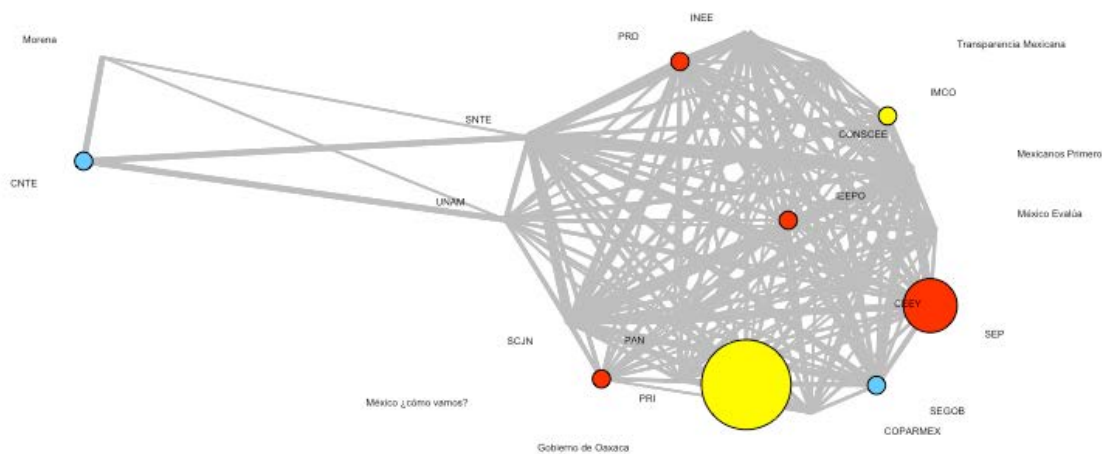 INEE
PRD
Morena
Transparencia Mexicana
IMCO
SNTE
CONSCEE
Mexicanos Primero
CNTE
IEEPO
UNAM
México Evalúa
CEEY
SEP
SCJN
PAN
México ¿cómo vamos?
PRI
SEGOB
COPARMEX
Gobierno de Oaxaca